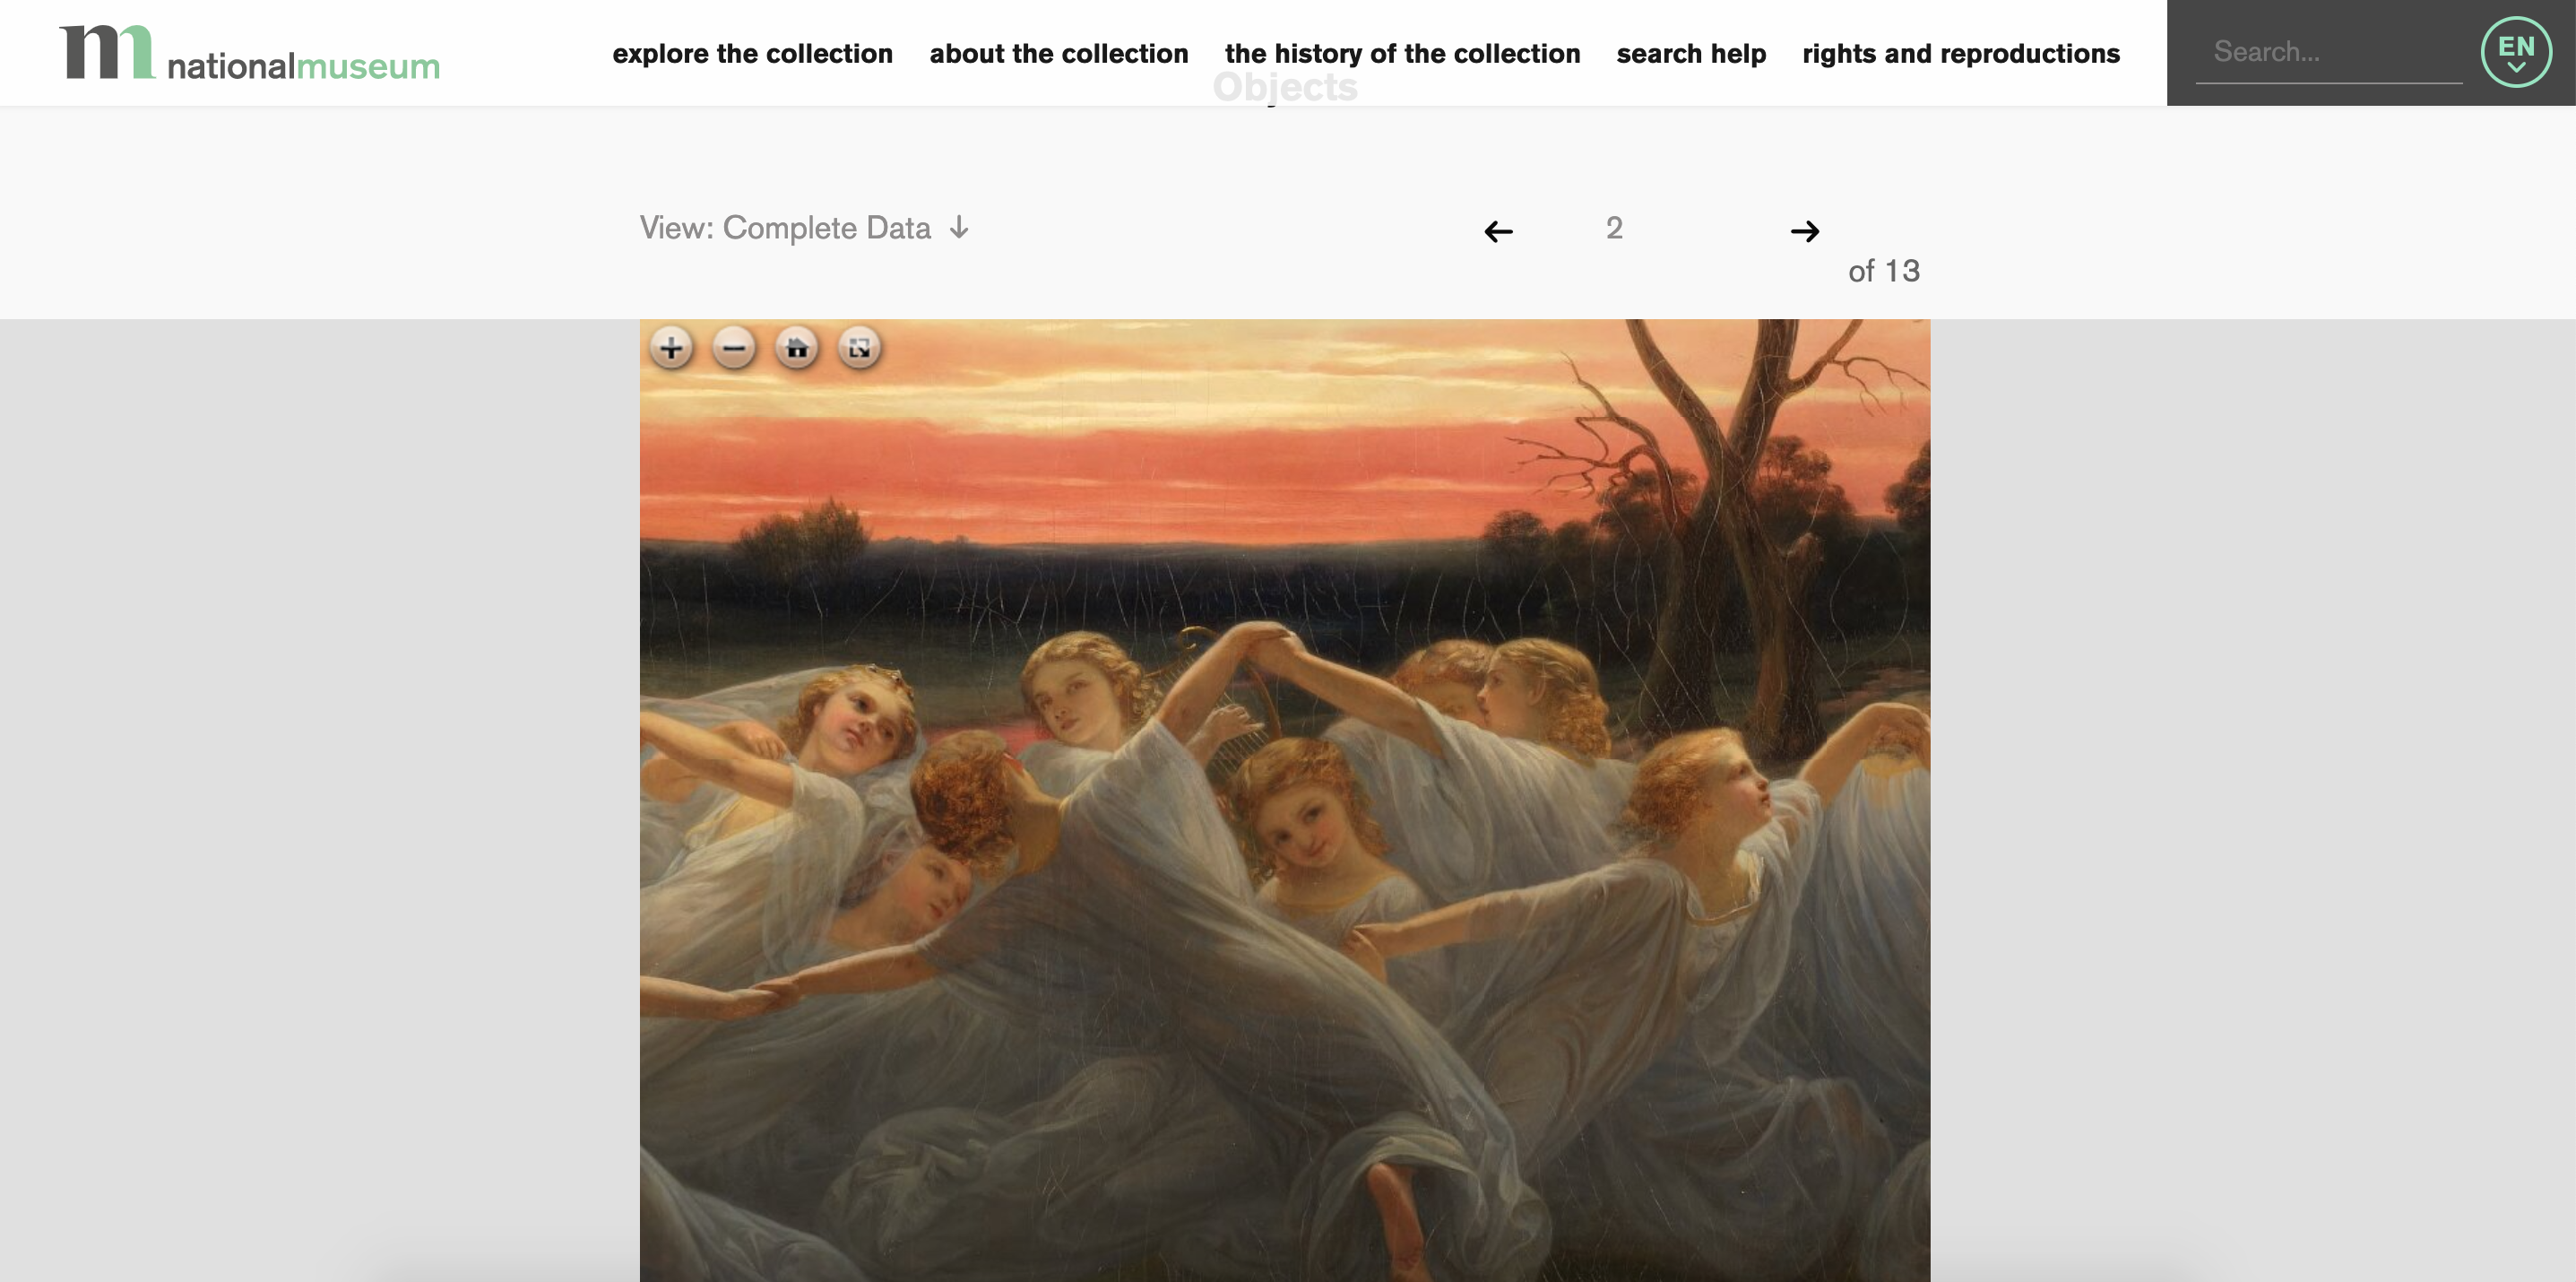 m nationalmuseum
explore the collection about the collection the history of the collection search help rights and reproductions
Search...
EN
Objects
View: Complete Data ↓
← 2 →
of 13